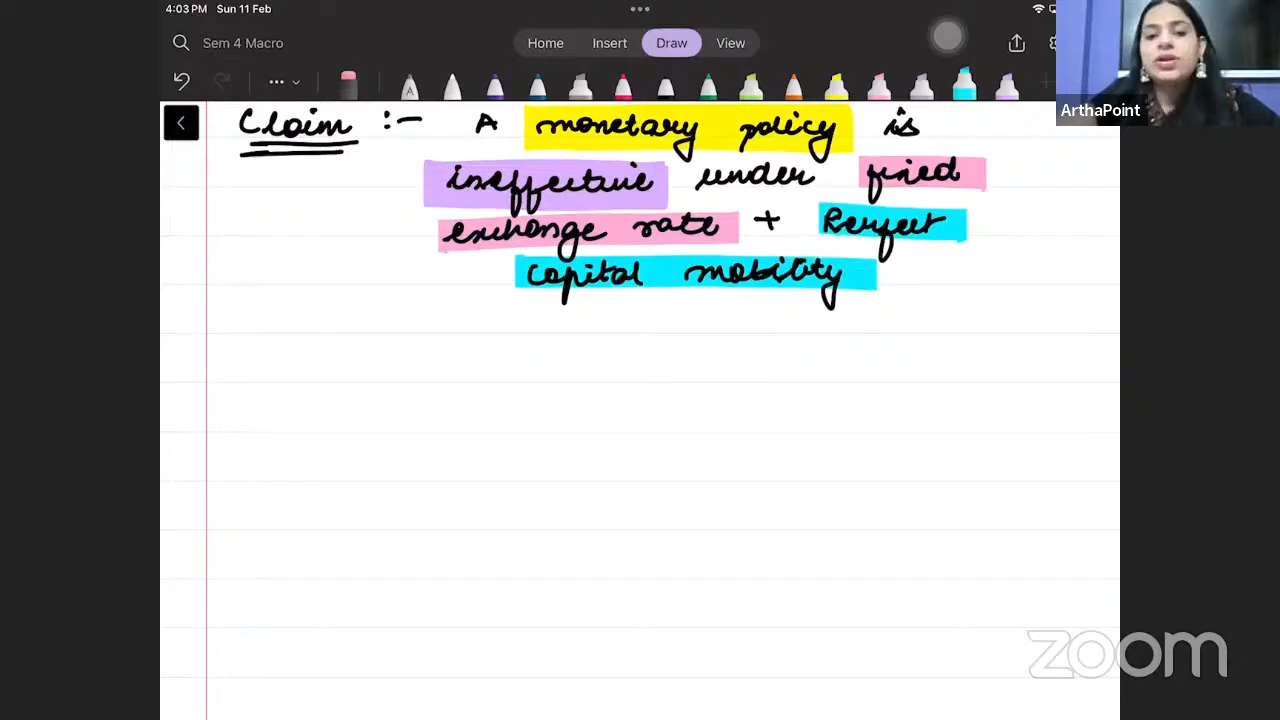 4:03 PM Sun 11 Feb
Sem 4 Macro
Home Insert Draw View
ArthaPoint
Claim :- A monetary policy is
ineffective under fixed
exchange rate + Perfect
capital mobility
zoom